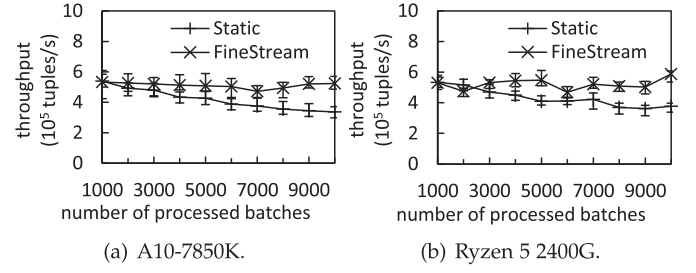 10
8
6
4
2
0
throughput
(10⁵ tuples/s)
Static
FineStream
1000 3000 5000 7000 9000
number of processed batches
(a) A10-7850K.
10
8
6
4
2
0
throughput
(10⁵ tuples/s)
Static
FineStream
1000 3000 5000 7000 9000
number of processed batches
(b) Ryzen 5 2400G.